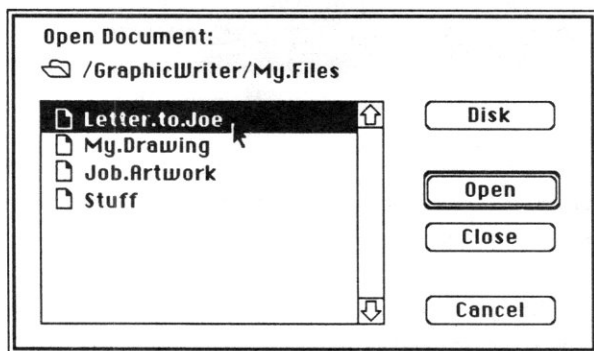 Open Document:
/GraphicWriter/My.Files
Letter.to.Joe
My.Drawing
Job.Artwork
Stuff
Disk
Open
Close
Cancel